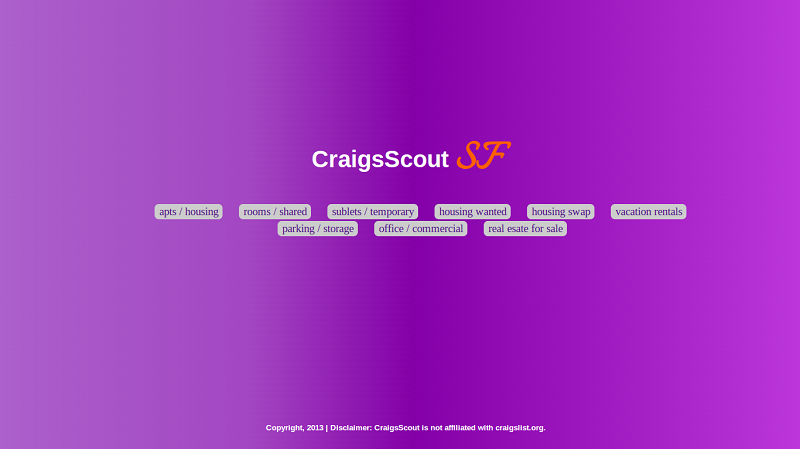 CraigsScout SF
apts / housing rooms / shared sublets / temporary housing wanted housing swap vacation rentals
parking / storage office / commercial real esate for sale
Copyright, 2013 | Disclaimer: CraigsScout is not affiliated with craigslist.org.